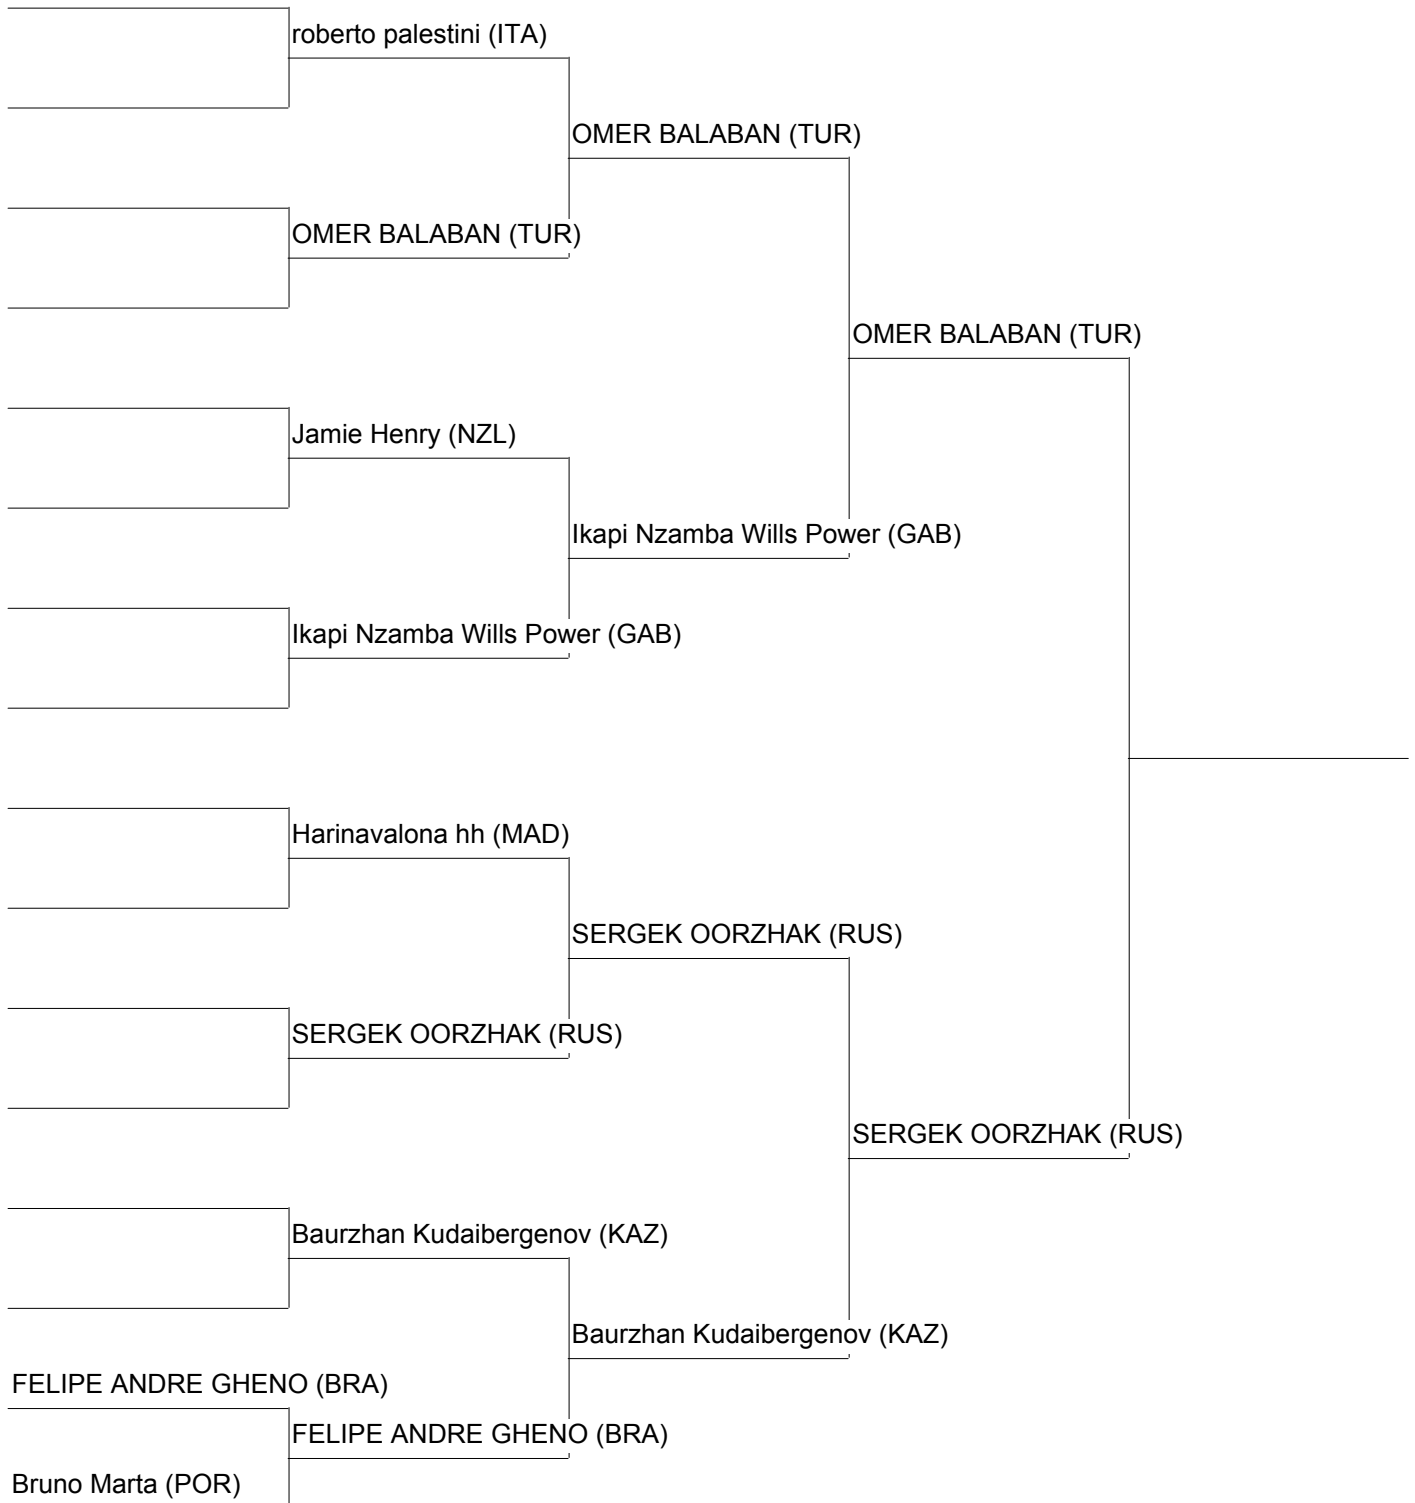 roberto palestini (ITA)
OMER BALABAN (TUR)
OMER BALABAN (TUR)
OMER BALABAN (TUR)
Jamie Henry (NZL)
Ikapi Nzamba Wills Power (GAB)
Ikapi Nzamba Wills Power (GAB)
Harinavalona hh (MAD)
SERGEK OORZHAK (RUS)
SERGEK OORZHAK (RUS)
SERGEK OORZHAK (RUS)
Baurzhan Kudaibergenov (KAZ)
Baurzhan Kudaibergenov (KAZ)
FELIPE ANDRE GHENO (BRA)
FELIPE ANDRE GHENO (BRA)
Bruno Marta (POR)